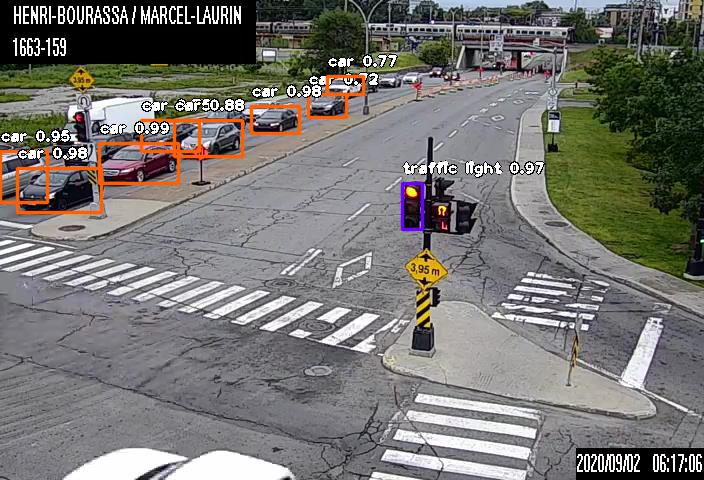 HENRI-BOURASSA / MARCEL-LAURIN
1663-159
car 0.77
car 0.72
car 0.98
car 0.88
car 0.99
car 0.95
car 0.98
traffic light 0.97
3,95 m
3,95 m
2020/09/02 06:17:06